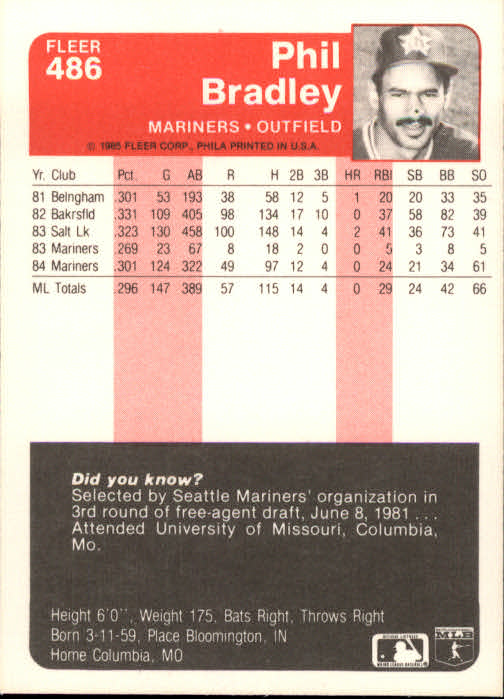 FLEER
486
Phil
Bradley
MARINERS • OUTFIELD
© 1985 FLEER CORP., PHILA PRINTED IN U.S.A.
Yr. Club Pct. G AB R H 2B 3B HR RBI SB BB SO
81 Belngham .301 53 193 38 58 12 5 1 20 20 33 35
82 Bakrsfld .331 109 405 98 134 17 10 0 37 58 82 39
83 Salt Lk .323 130 458 100 148 14 4 2 41 36 73 41
83 Mariners .269 23 67 8 18 2 0 0 5 3 8 5
84 Mariners .301 124 322 49 97 12 4 0 24 21 34 61
ML Totals .296 147 389 57 115 14 4 0 29 24 42 66
Did you know?
Selected by Seattle Mariners' organization in
3rd round of free-agent draft, June 8, 1981 . . .
Attended University of Missouri, Columbia,
Mo.
Height 6'0'', Weight 175, Bats Right, Throws Right
Born 3-11-59, Place Bloomington, IN
Home Columbia, MO
MLB